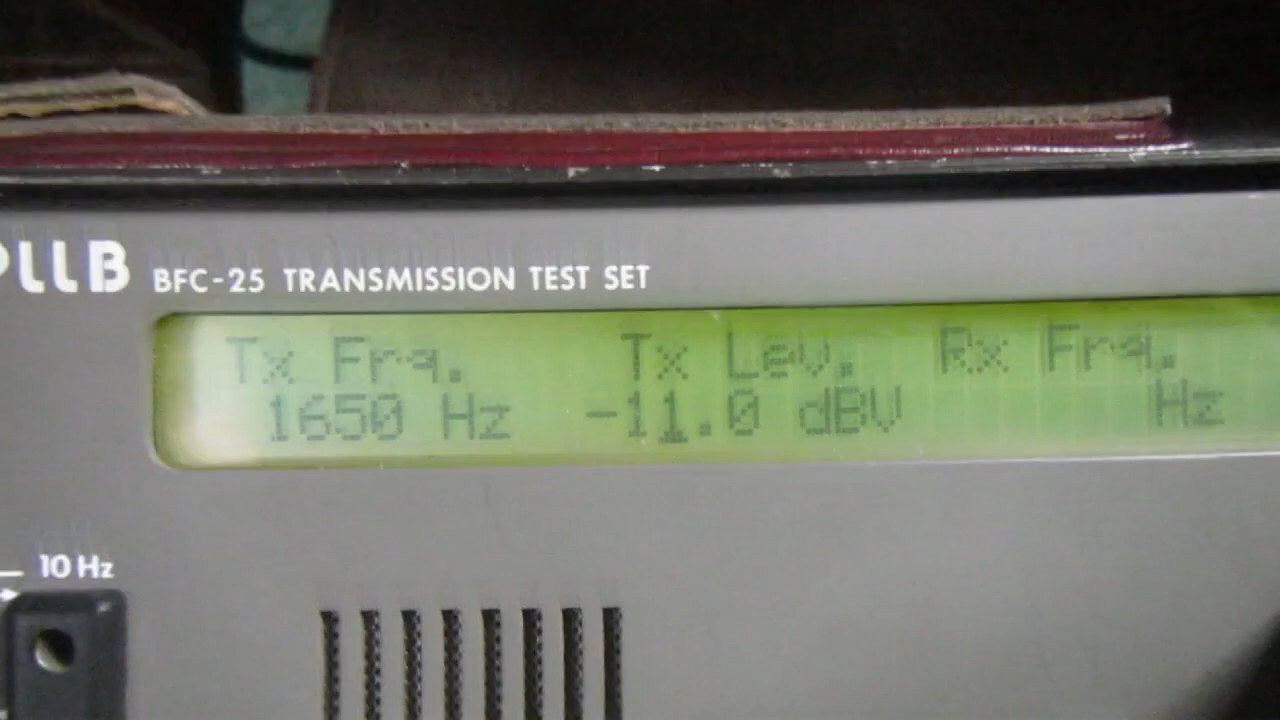 PLLB BFC-25 TRANSMISSION TEST SET
Tx Frq. Tx Lev. Rx Frq.
1650 Hz -11.0 dBV Hz
10 Hz